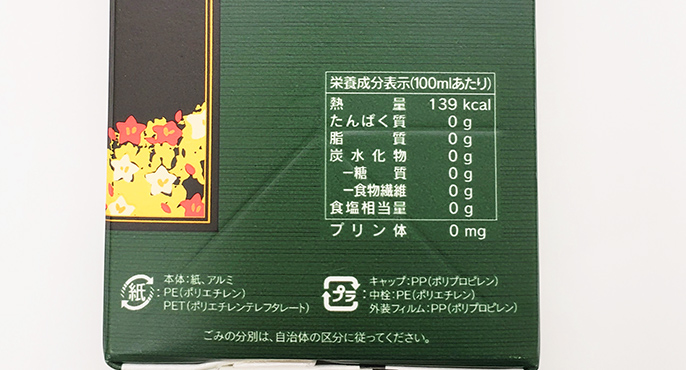 栄養成分表示(100mlあたり)
熱量 139 kcal
たんぱく質 0 g
脂質 0 g
炭水化物 0 g
ー糖質 0 g
ー食物繊維 0 g
食塩相当量 0 g
プリン体 0 mg
紙
:
本体:紙、アルミ
PE(ポリエチレン)
PET(ポリエチレンテレフタレート)
プラ
:
キャップ:PP(ポリプロピレン)
中栓:PE(ポリエチレン)
外装フィルム:PP(ポリプロピレン)
ごみの分別は、自治体の区分に従ってください。